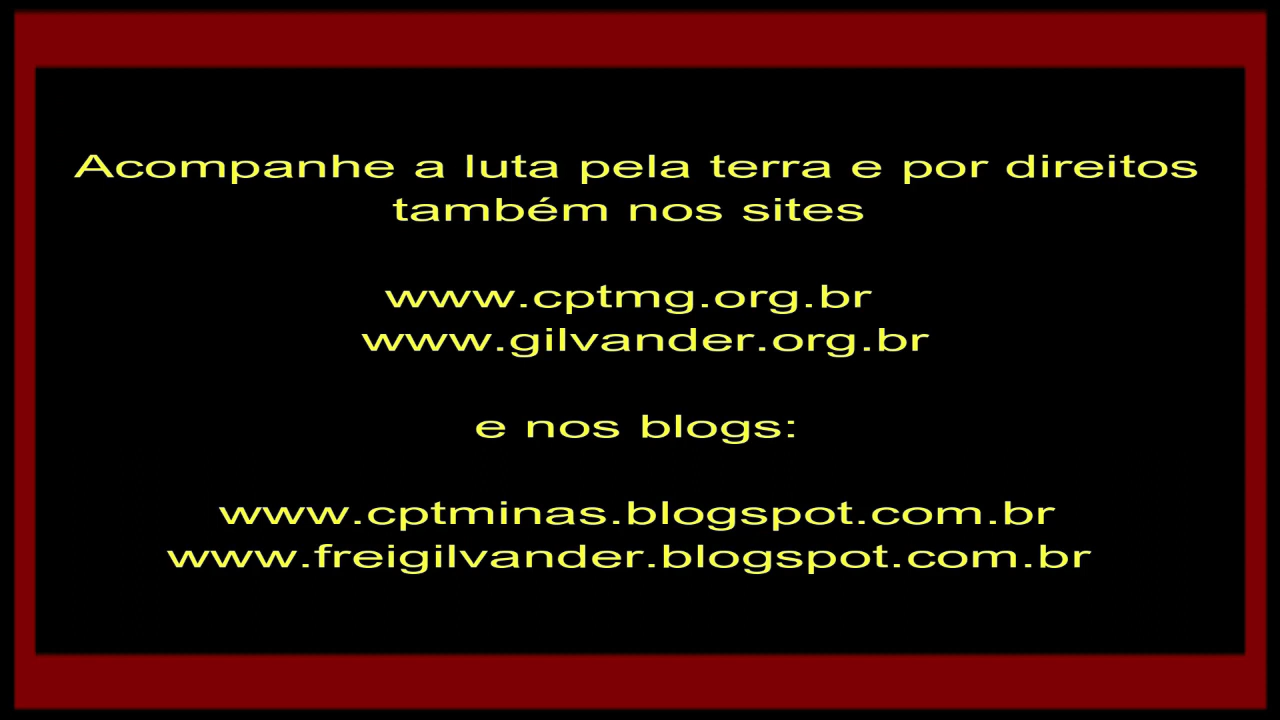 Acompanhe a luta pela terra e por direitos
também nos sites
www.cptmg.org.br
www.gilvander.org.br
e nos blogs:
www.cptminas.blogspot.com.br
www.freigilvander.blogspot.com.br